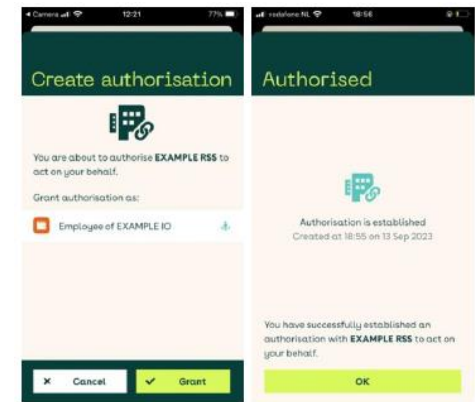 Camera
12:21
77%
Create authorisation
You are about to authorise EXAMPLE RSS to
act on your behalf.
Grant authorisation as:
Employee of EXAMPLE IO
Cancel
Grant
vodafone NL
18:56
Authorised
Authorisation is established
Created at 18:55 on 13 Sep 2023
You have successfully established an
authorisation with EXAMPLE RSS to act on
your behalf.
OK